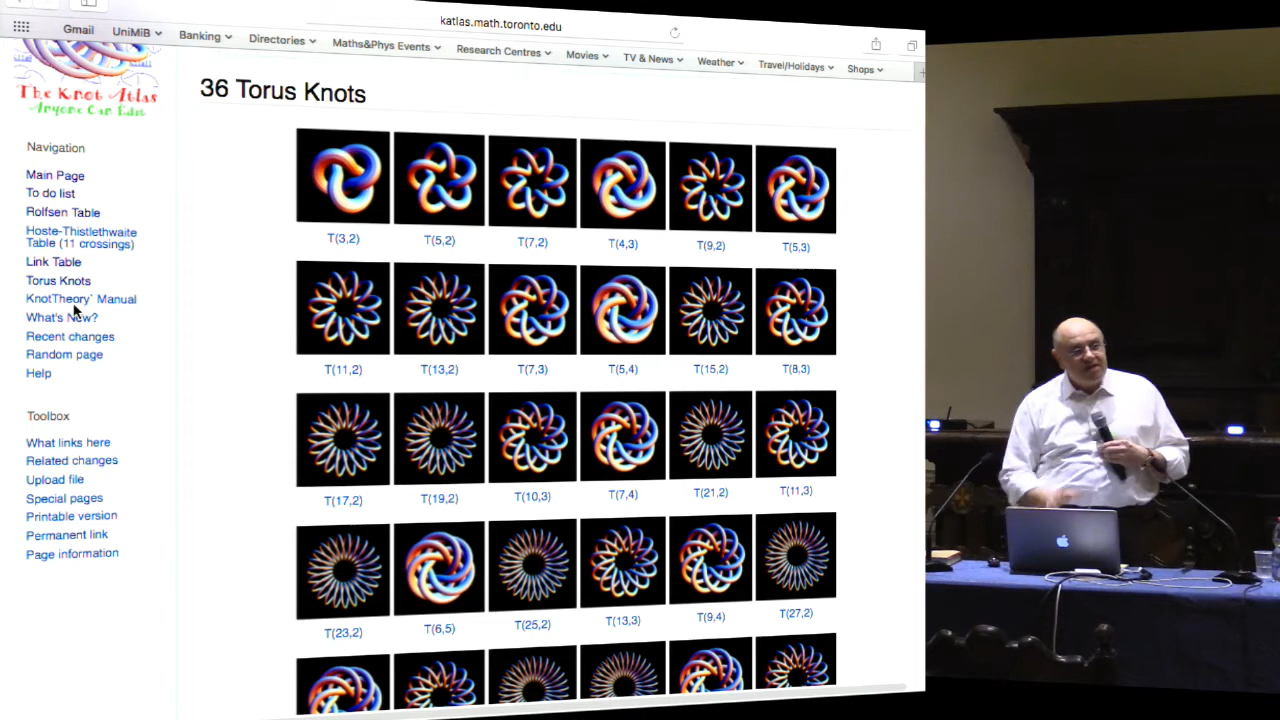 katlas.math.toronto.edu
Gmail UniMiB Banking Directories Maths&Phys Events Research Centres Movies TV & News Weather Travel/Holidays Shops
The Knot Atlas
Anyone Can Edit
36 Torus Knots
Navigation
Main Page
To do list
Rolfsen Table
Hoste-Thistlethwaite
Table (11 crossings)
Link Table
Torus Knots
KnotTheory` Manual
What's New?
Recent changes
Random page
Help
Toolbox
What links here
Related changes
Upload file
Special pages
Printable version
Permanent link
Page information
T(3,2) T(5,2) T(7,2) T(4,3) T(9,2) T(5,3)
T(11,2) T(13,2) T(7,3) T(5,4) T(15,2) T(8,3)
T(17,2) T(19,2) T(10,3) T(7,4) T(21,2) T(11,3)
T(23,2) T(6,5) T(25,2) T(13,3) T(9,4) T(27,2)